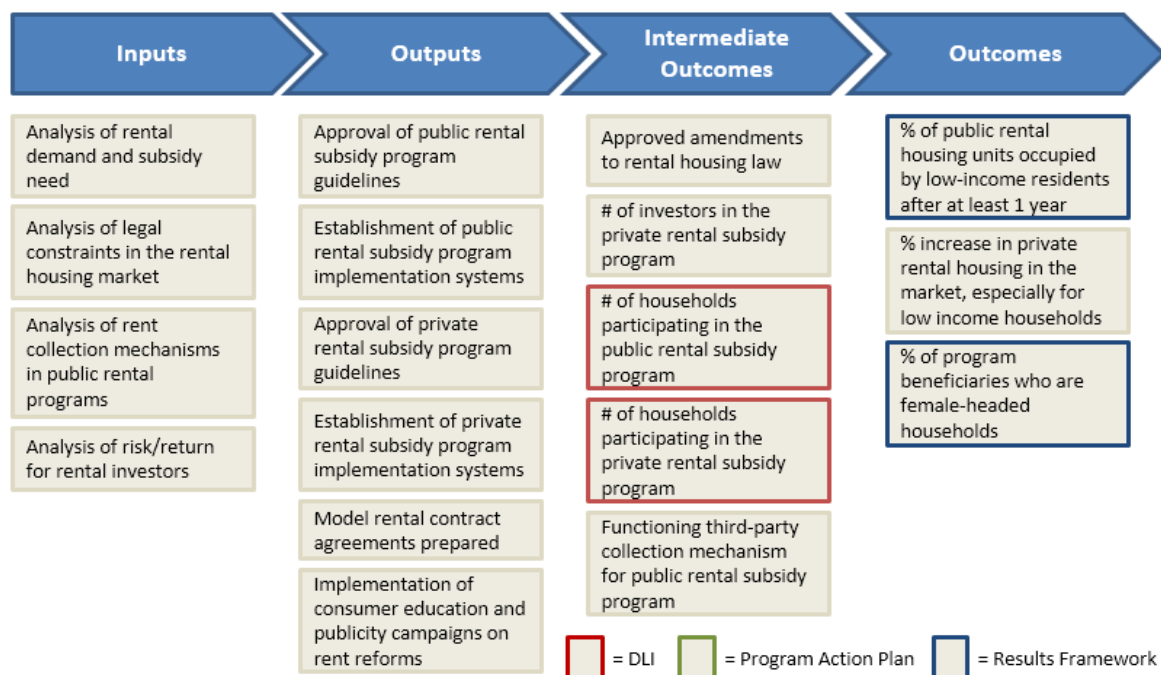 Inputs
Outputs
Intermediate
Outcomes
Outcomes
Analysis of rental
demand and subsidy
need
Analysis of legal
constraints in the rental
housing market
Analysis of rent
collection mechanisms
in public rental
programs
Analysis of risk/return
for rental investors
Approval of public rental
subsidy program
guidelines
Establishment of public
rental subsidy program
implementation systems
Approval of private
rental subsidy program
guidelines
Establishment of private
rental subsidy program
implementation systems
Model rental contract
agreements prepared
Implementation of
consumer education and
publicity campaigns on
rent reforms
Approved amendments
to rental housing law
# of investors in the
private rental subsidy
program
# of households
participating in the
public rental subsidy
program
# of households
participating in the
private rental subsidy
program
Functioning third-party
collection mechanism
for public rental subsidy
program
% of public rental
housing units occupied
by low-income residents
after at least 1 year
% increase in private
rental housing in the
market, especially for
low income households
% of program
beneficiaries who are
female-headed
households
= DLI
= Program Action Plan
= Results Framework